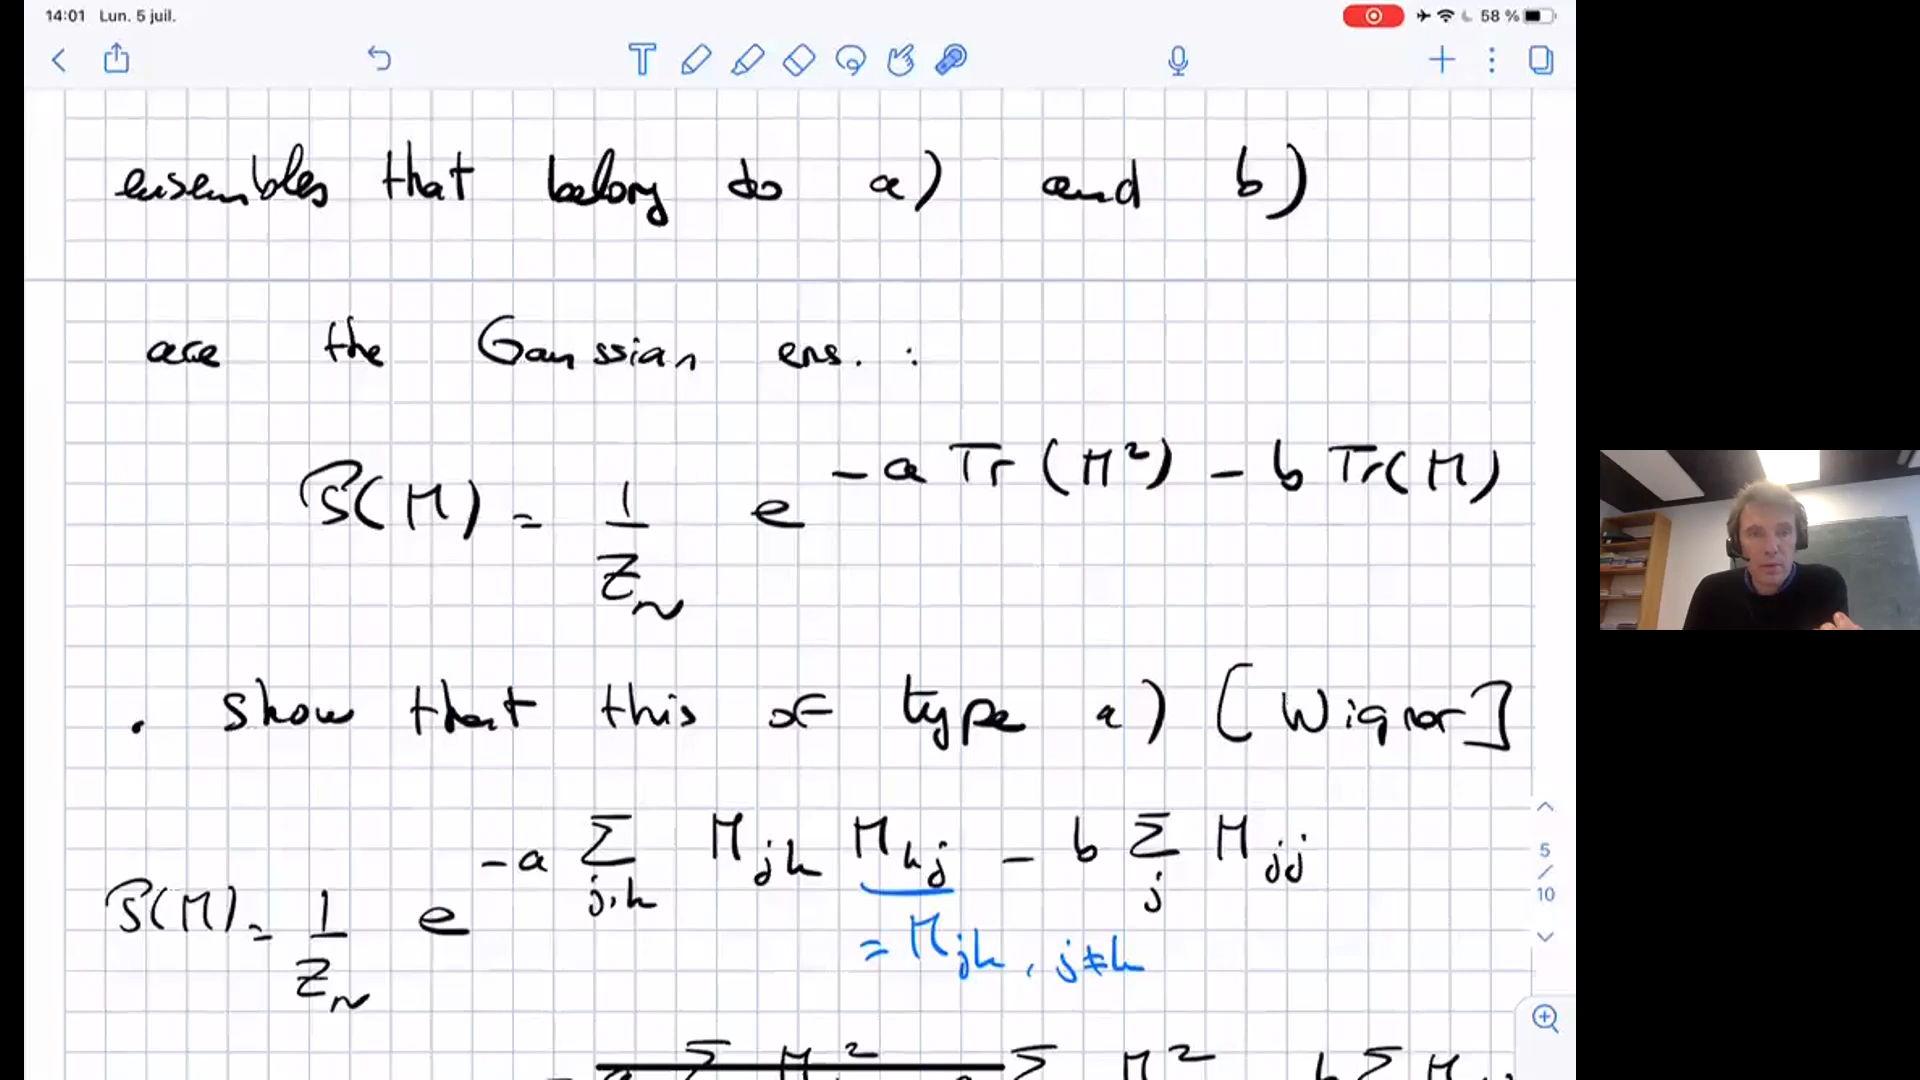 14:01 Lun. 5 juil.
58 %
ensembles that belong to a) and b)
are the Gaussian ens. :
P(M) = 1/Z_N e^{-a Tr(M²) - b Tr(M)}
. show that this of type a) [Wigner]
P(M) = 1/Z_N e^{-a Σ_{j,k} M_{jk} M_{kj} - b Σ_j M_{jj}}
= M_{jk}, j≠k
5
/
10